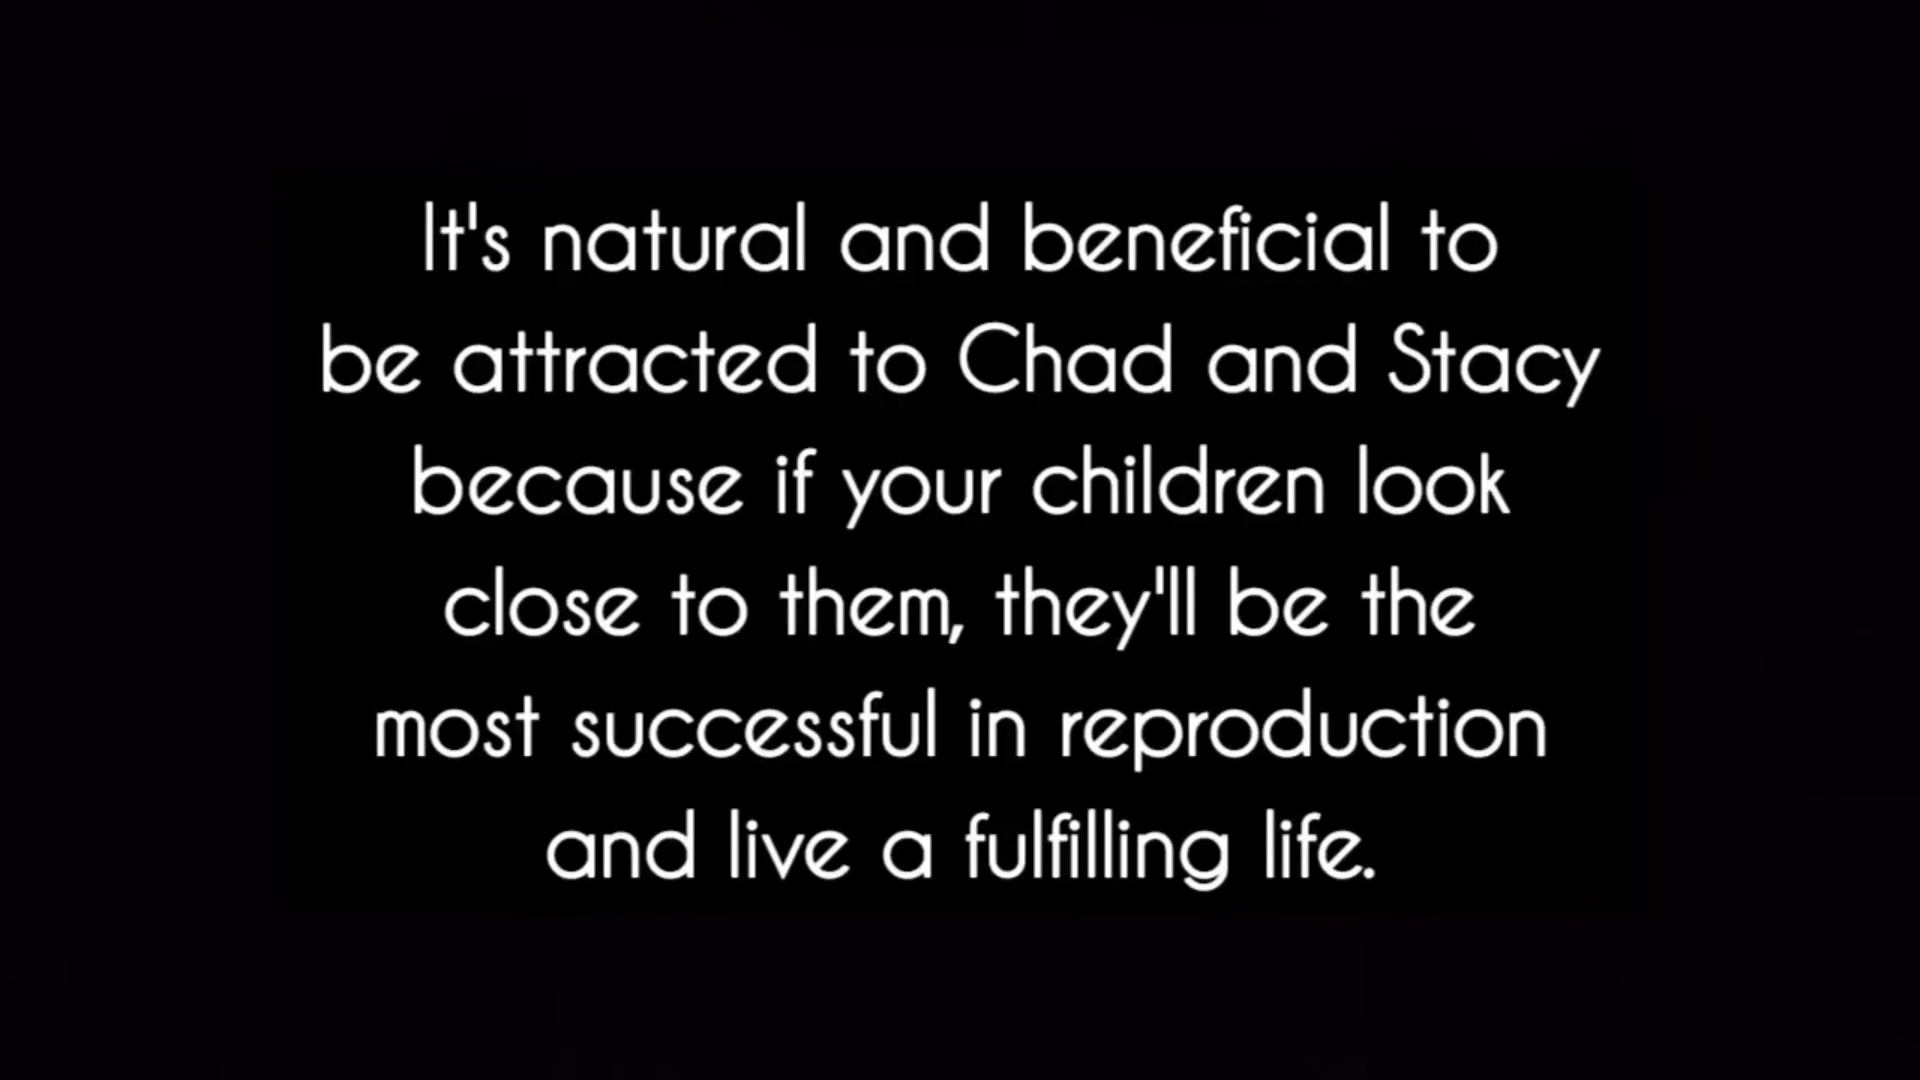 It's natural and beneficial to
be attracted to Chad and Stacy
because if your children look
close to them, they'll be the
most successful in reproduction
and live a fulfilling life.